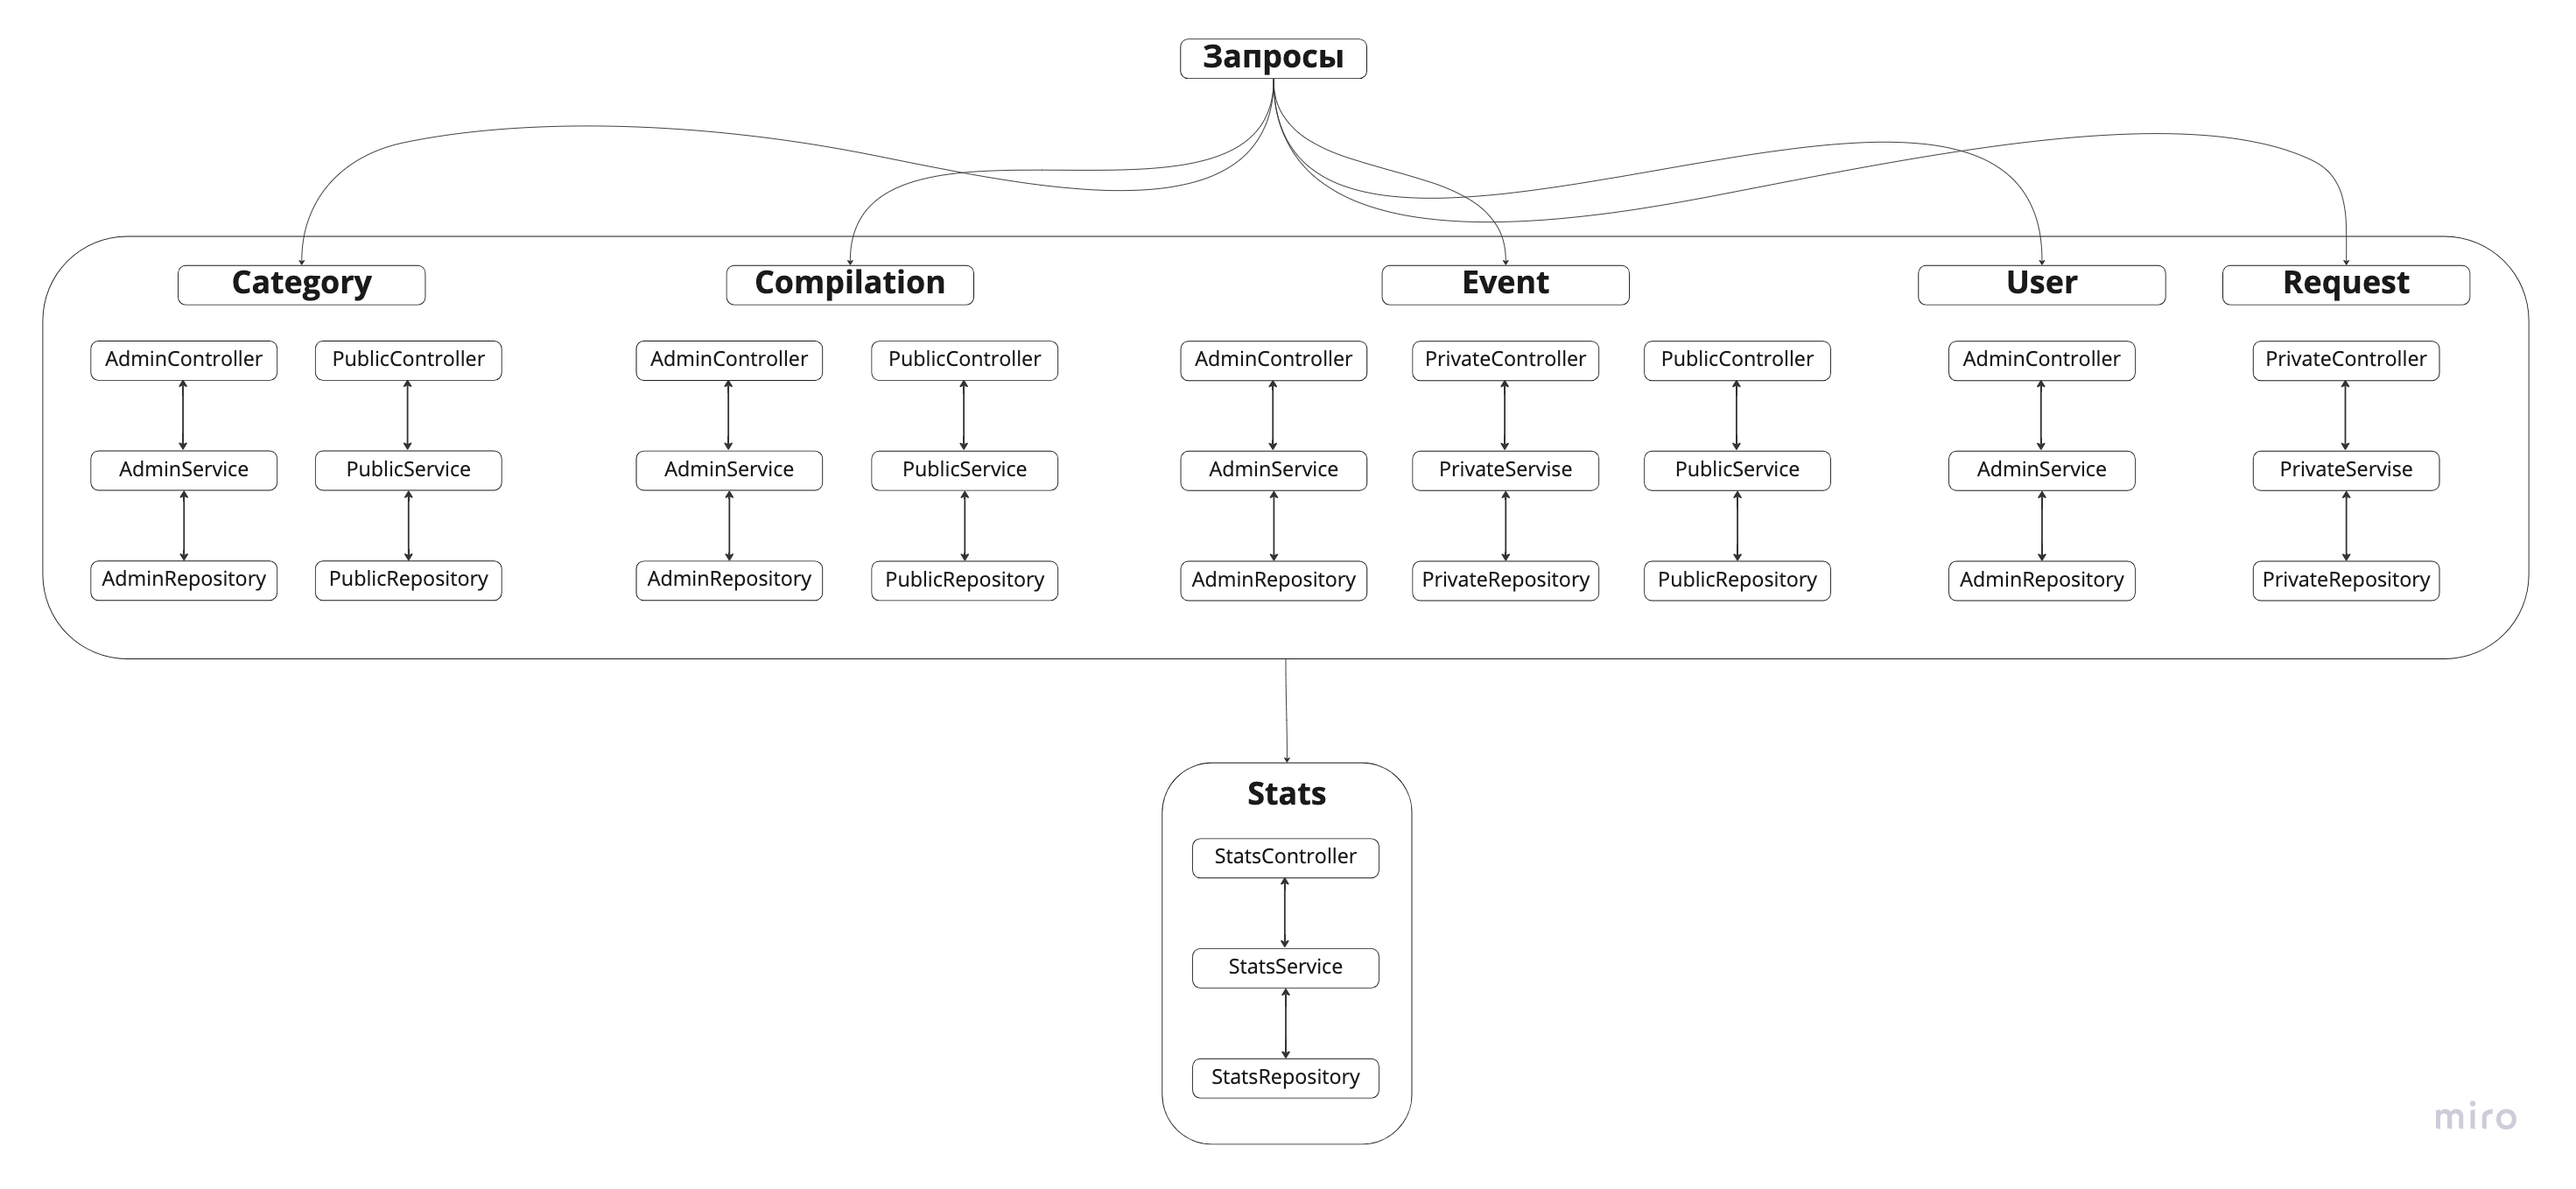 Запросы
Category
Compilation
Event
User
Request
AdminController
PublicController
AdminController
PublicController
AdminController
PrivateController
PublicController
AdminController
PrivateController
AdminService
PublicService
AdminService
PublicService
AdminService
PrivateServise
PublicService
AdminService
PrivateServise
AdminRepository
PublicRepository
AdminRepository
PublicRepository
AdminRepository
PrivateRepository
PublicRepository
AdminRepository
PrivateRepository
Stats
StatsController
StatsService
StatsRepository
miro